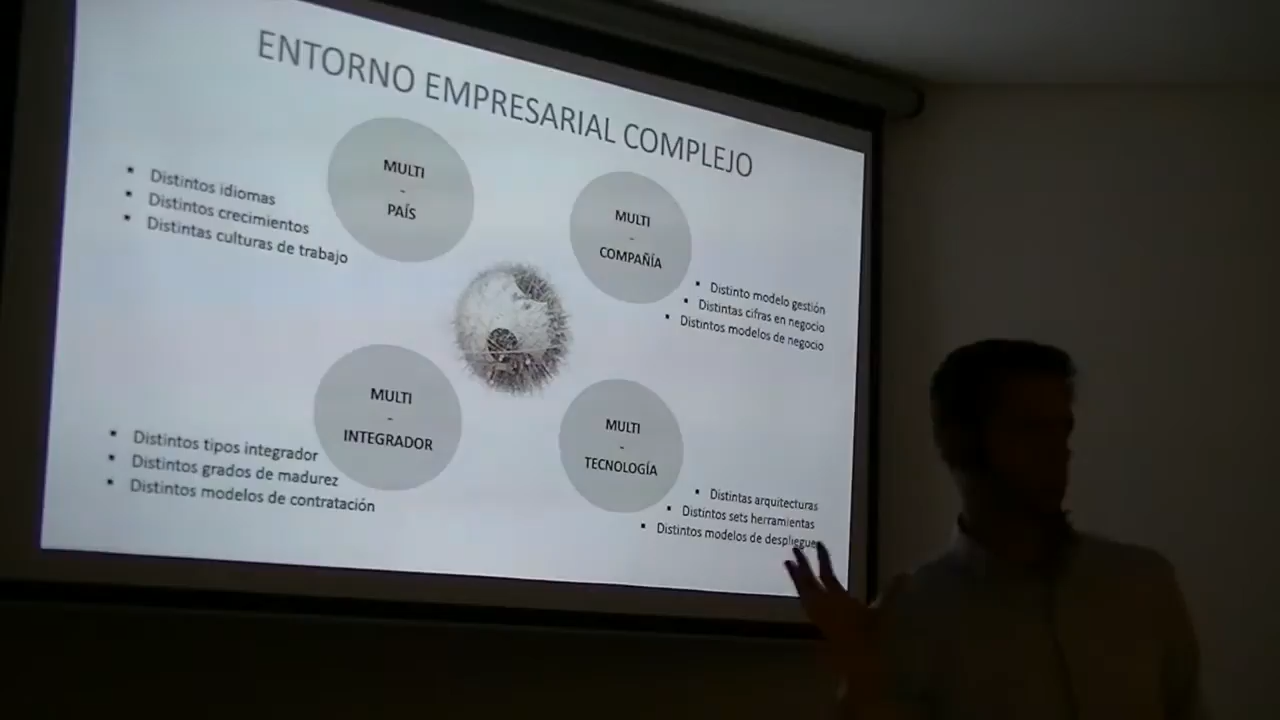 ENTORNO EMPRESARIAL COMPLEJO
MULTI
-
PAÍS
▪ Distintos idiomas
▪ Distintos crecimientos
▪ Distintas culturas de trabajo
MULTI
-
COMPAÑÍA
▪ Distinto modelo gestión
▪ Distintas cifras en negocio
▪ Distintos modelos de negocio
MULTI
-
INTEGRADOR
▪ Distintos tipos integrador
▪ Distintos grados de madurez
▪ Distintos modelos de contratación
MULTI
-
TECNOLOGÍA
▪ Distintas arquitecturas
▪ Distintos sets herramientas
▪ Distintos modelos de despliegue